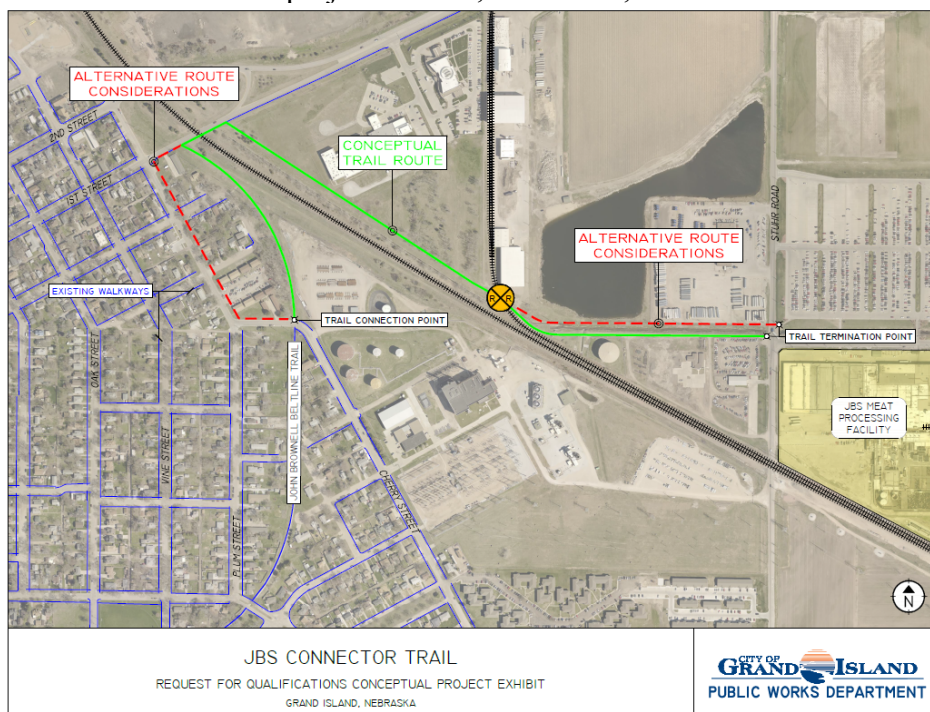 ALTERNATIVE ROUTE
CONSIDERATIONS
2ND STREET
1ST STREET
CONCEPTUAL
TRAIL ROUTE
STUHR ROAD
ALTERNATIVE ROUTE
CONSIDERATIONS
EXISTING WALKWAYS
R R
TRAIL CONNECTION POINT
TRAIL TERMINATION POINT
OAK STREET
VINE STREET
PLUM STREET
JOHN BROWNELL BELTLINE TRAIL
CHERRY STREET
JBS MEAT
PROCESSING
FACILITY
N
JBS CONNECTOR TRAIL
REQUEST FOR QUALIFICATIONS CONCEPTUAL PROJECT EXHIBIT
GRAND ISLAND, NEBRASKA
CITY OF
GRAND ISLAND
PUBLIC WORKS DEPARTMENT